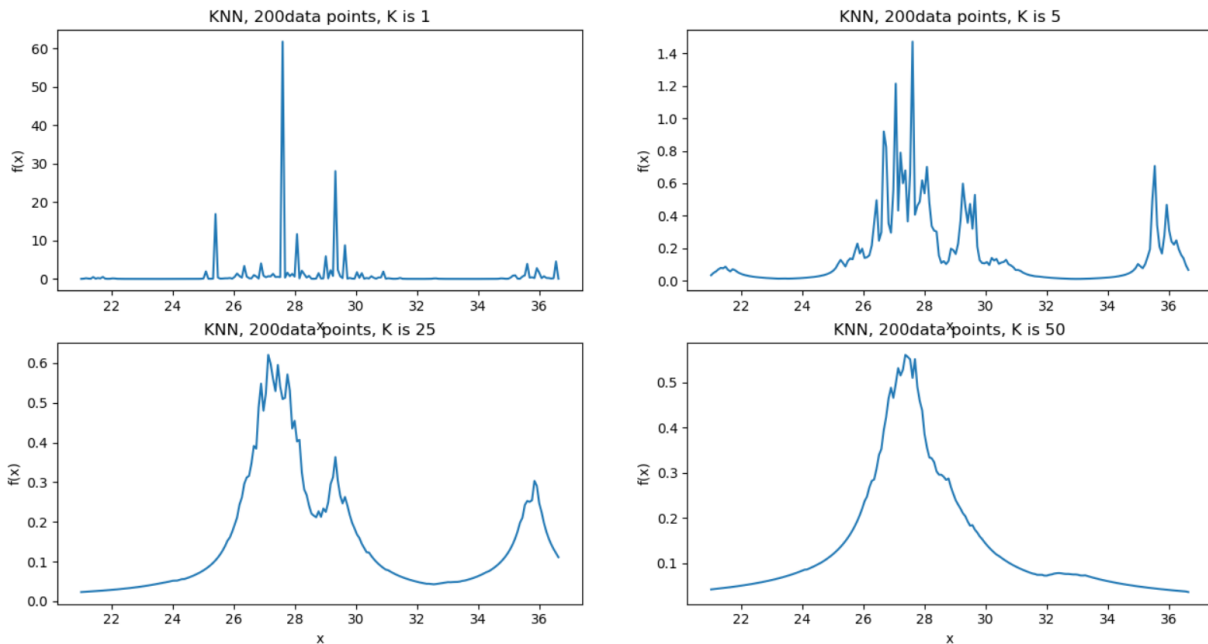 KNN, 200data points, K is 1
f(x)
60
50
40
30
20
10
0
22 24 26 28 30 32 34 36
x
KNN, 200data points, K is 5
f(x)
1.4
1.2
1.0
0.8
0.6
0.4
0.2
0.0
22 24 26 28 30 32 34 36
x
KNN, 200data points, K is 25
f(x)
0.6
0.5
0.4
0.3
0.2
0.1
0.0
22 24 26 28 30 32 34 36
x
KNN, 200data points, K is 50
f(x)
0.5
0.4
0.3
0.2
0.1
22 24 26 28 30 32 34 36
x